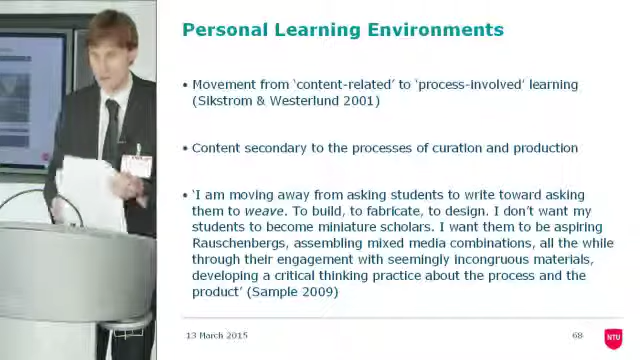 Personal Learning Environments
• Movement from ‘content-related’ to ‘process-involved’ learning
(Sikstrom & Westerlund 2001)
• Content secondary to the processes of curation and production
• ‘I am moving away from asking students to write toward asking
them to weave. To build, to fabricate, to design. I don’t want my
students to become miniature scholars. I want them to be aspiring
Rauschenbergs, assembling mixed media combinations, all the while
through their engagement with seemingly incongruous materials,
developing a critical thinking practice about the process and the
product’ (Sample 2009)
13 March 2015
68
NTU